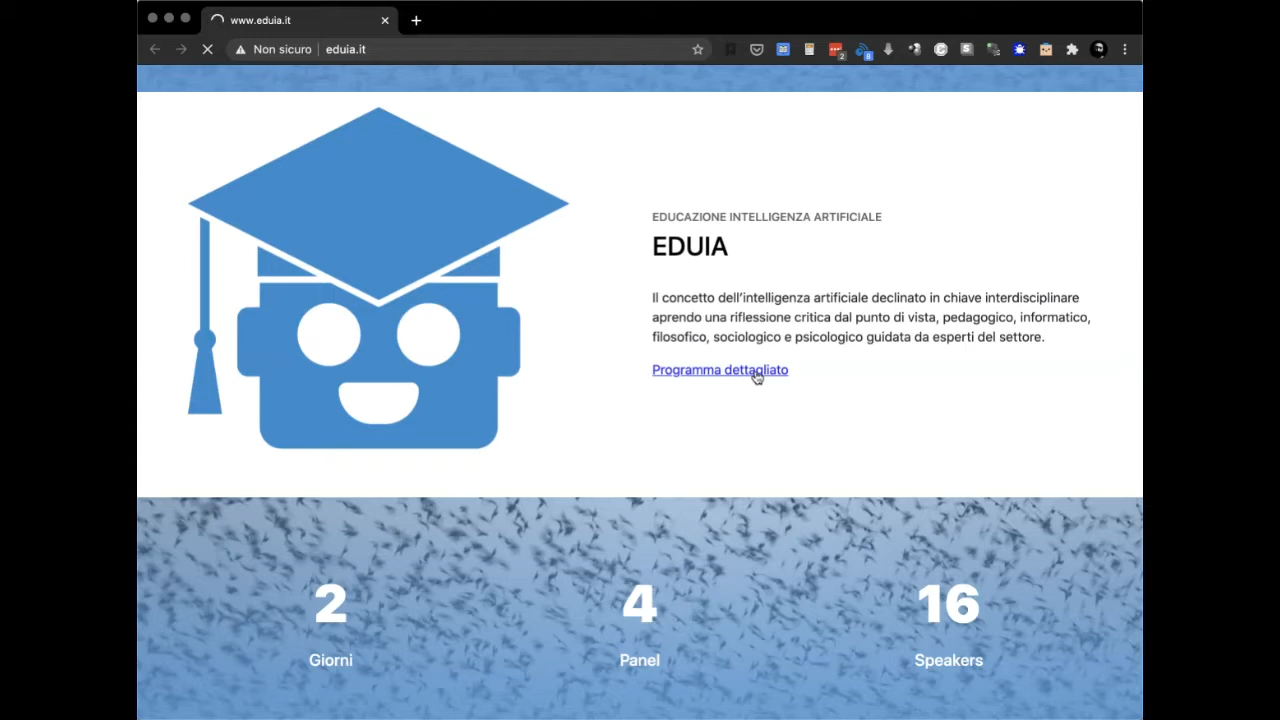 www.eduia.it
Non sicuro eduia.it
2 8
EDUCAZIONE INTELLIGENZA ARTIFICIALE
EDUIA
Il concetto dell'intelligenza artificiale declinato in chiave interdisciplinare
aprendo una riflessione critica dal punto di vista, pedagogico, informatico,
filosofico, sociologico e psicologico guidata da esperti del settore.
Programma dettagliato
2 4 16
Giorni Panel Speakers